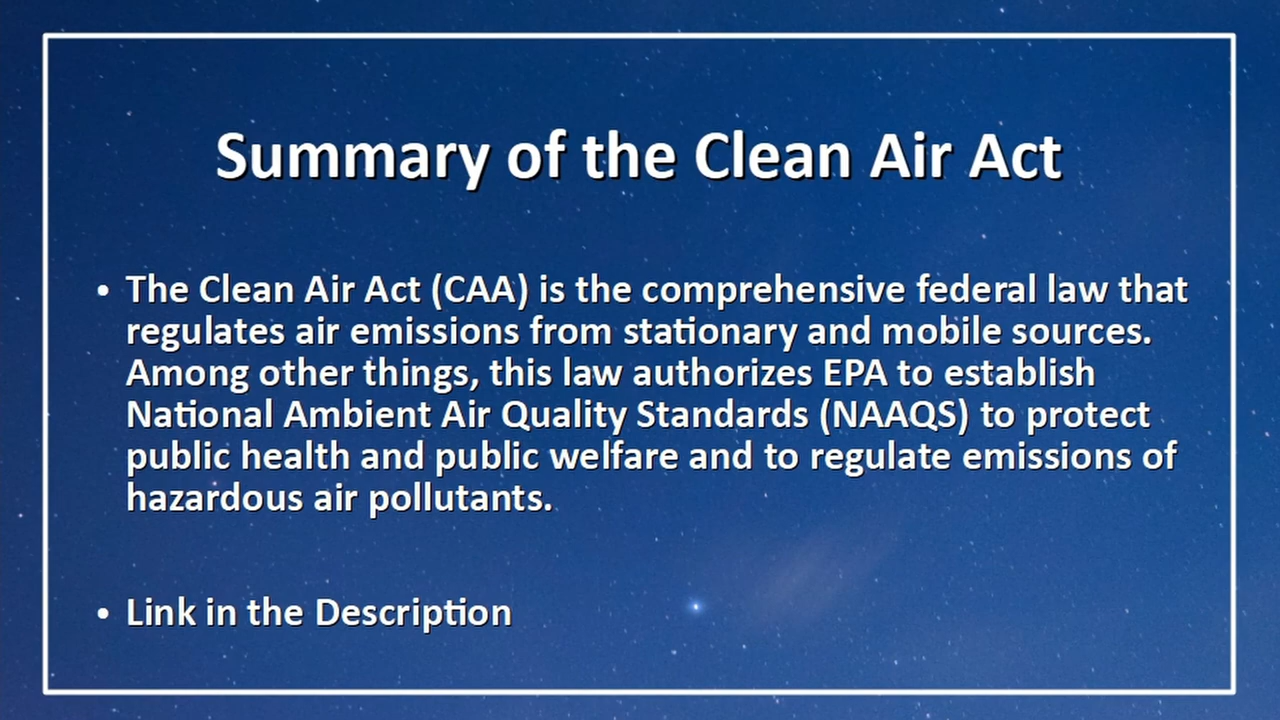 Summary of the Clean Air Act
• The Clean Air Act (CAA) is the comprehensive federal law that
regulates air emissions from stationary and mobile sources.
Among other things, this law authorizes EPA to establish
National Ambient Air Quality Standards (NAAQS) to protect
public health and public welfare and to regulate emissions of
hazardous air pollutants.
• Link in the Description